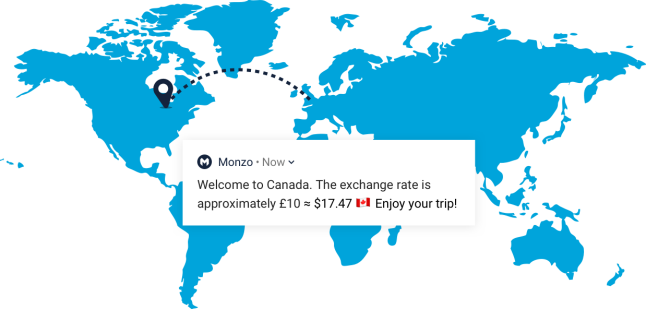 Monzo • Now
Welcome to Canada. The exchange rate is
approximately £10 ≈ $17.47 🇨🇦 Enjoy your trip!